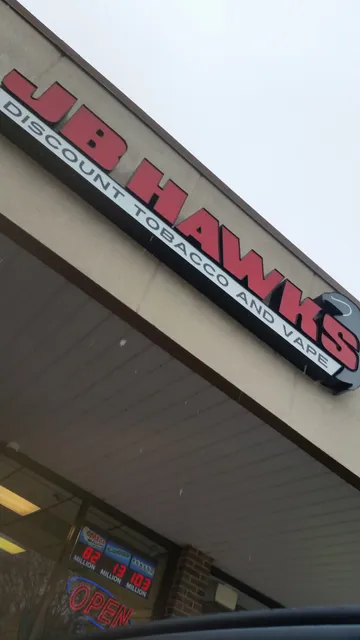 JB HAWKS
DISCOUNT TOBACCO AND VAPE
82 13 103
MILLION MILLION MILLION
OPEN